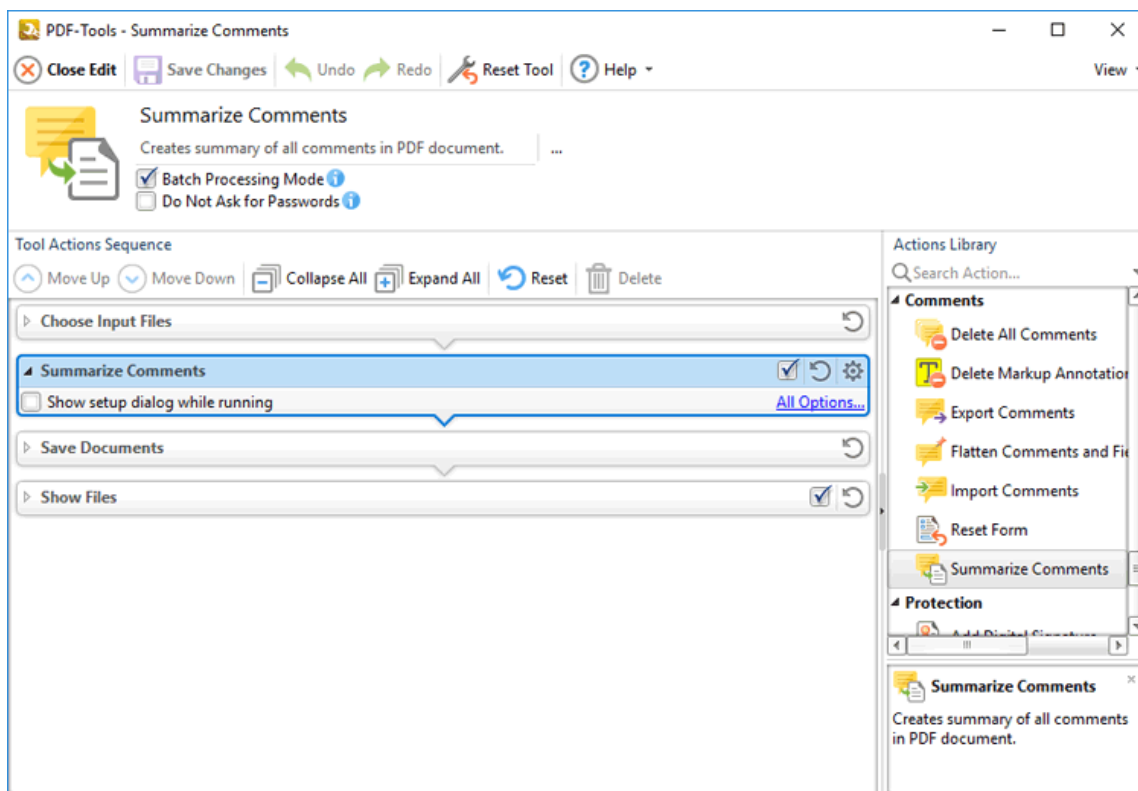 PDF-Tools - Summarize Comments
Close Edit Save Changes Undo Redo Reset Tool ? Help View
Summarize Comments
Creates summary of all comments in PDF document. ...
Batch Processing Mode i
Do Not Ask for Passwords i
Tool Actions Sequence
Move Up Move Down Collapse All Expand All Reset Delete
Choose Input Files
Summarize Comments
Show setup dialog while running All Options...
Save Documents
Show Files
Actions Library
Search Action...
Comments
Delete All Comments
T Delete Markup Annotation
Export Comments
Flatten Comments and Fie
Import Comments
Reset Form
Summarize Comments
Protection
Add Digital Signature
Summarize Comments
Creates summary of all comments
in PDF document.